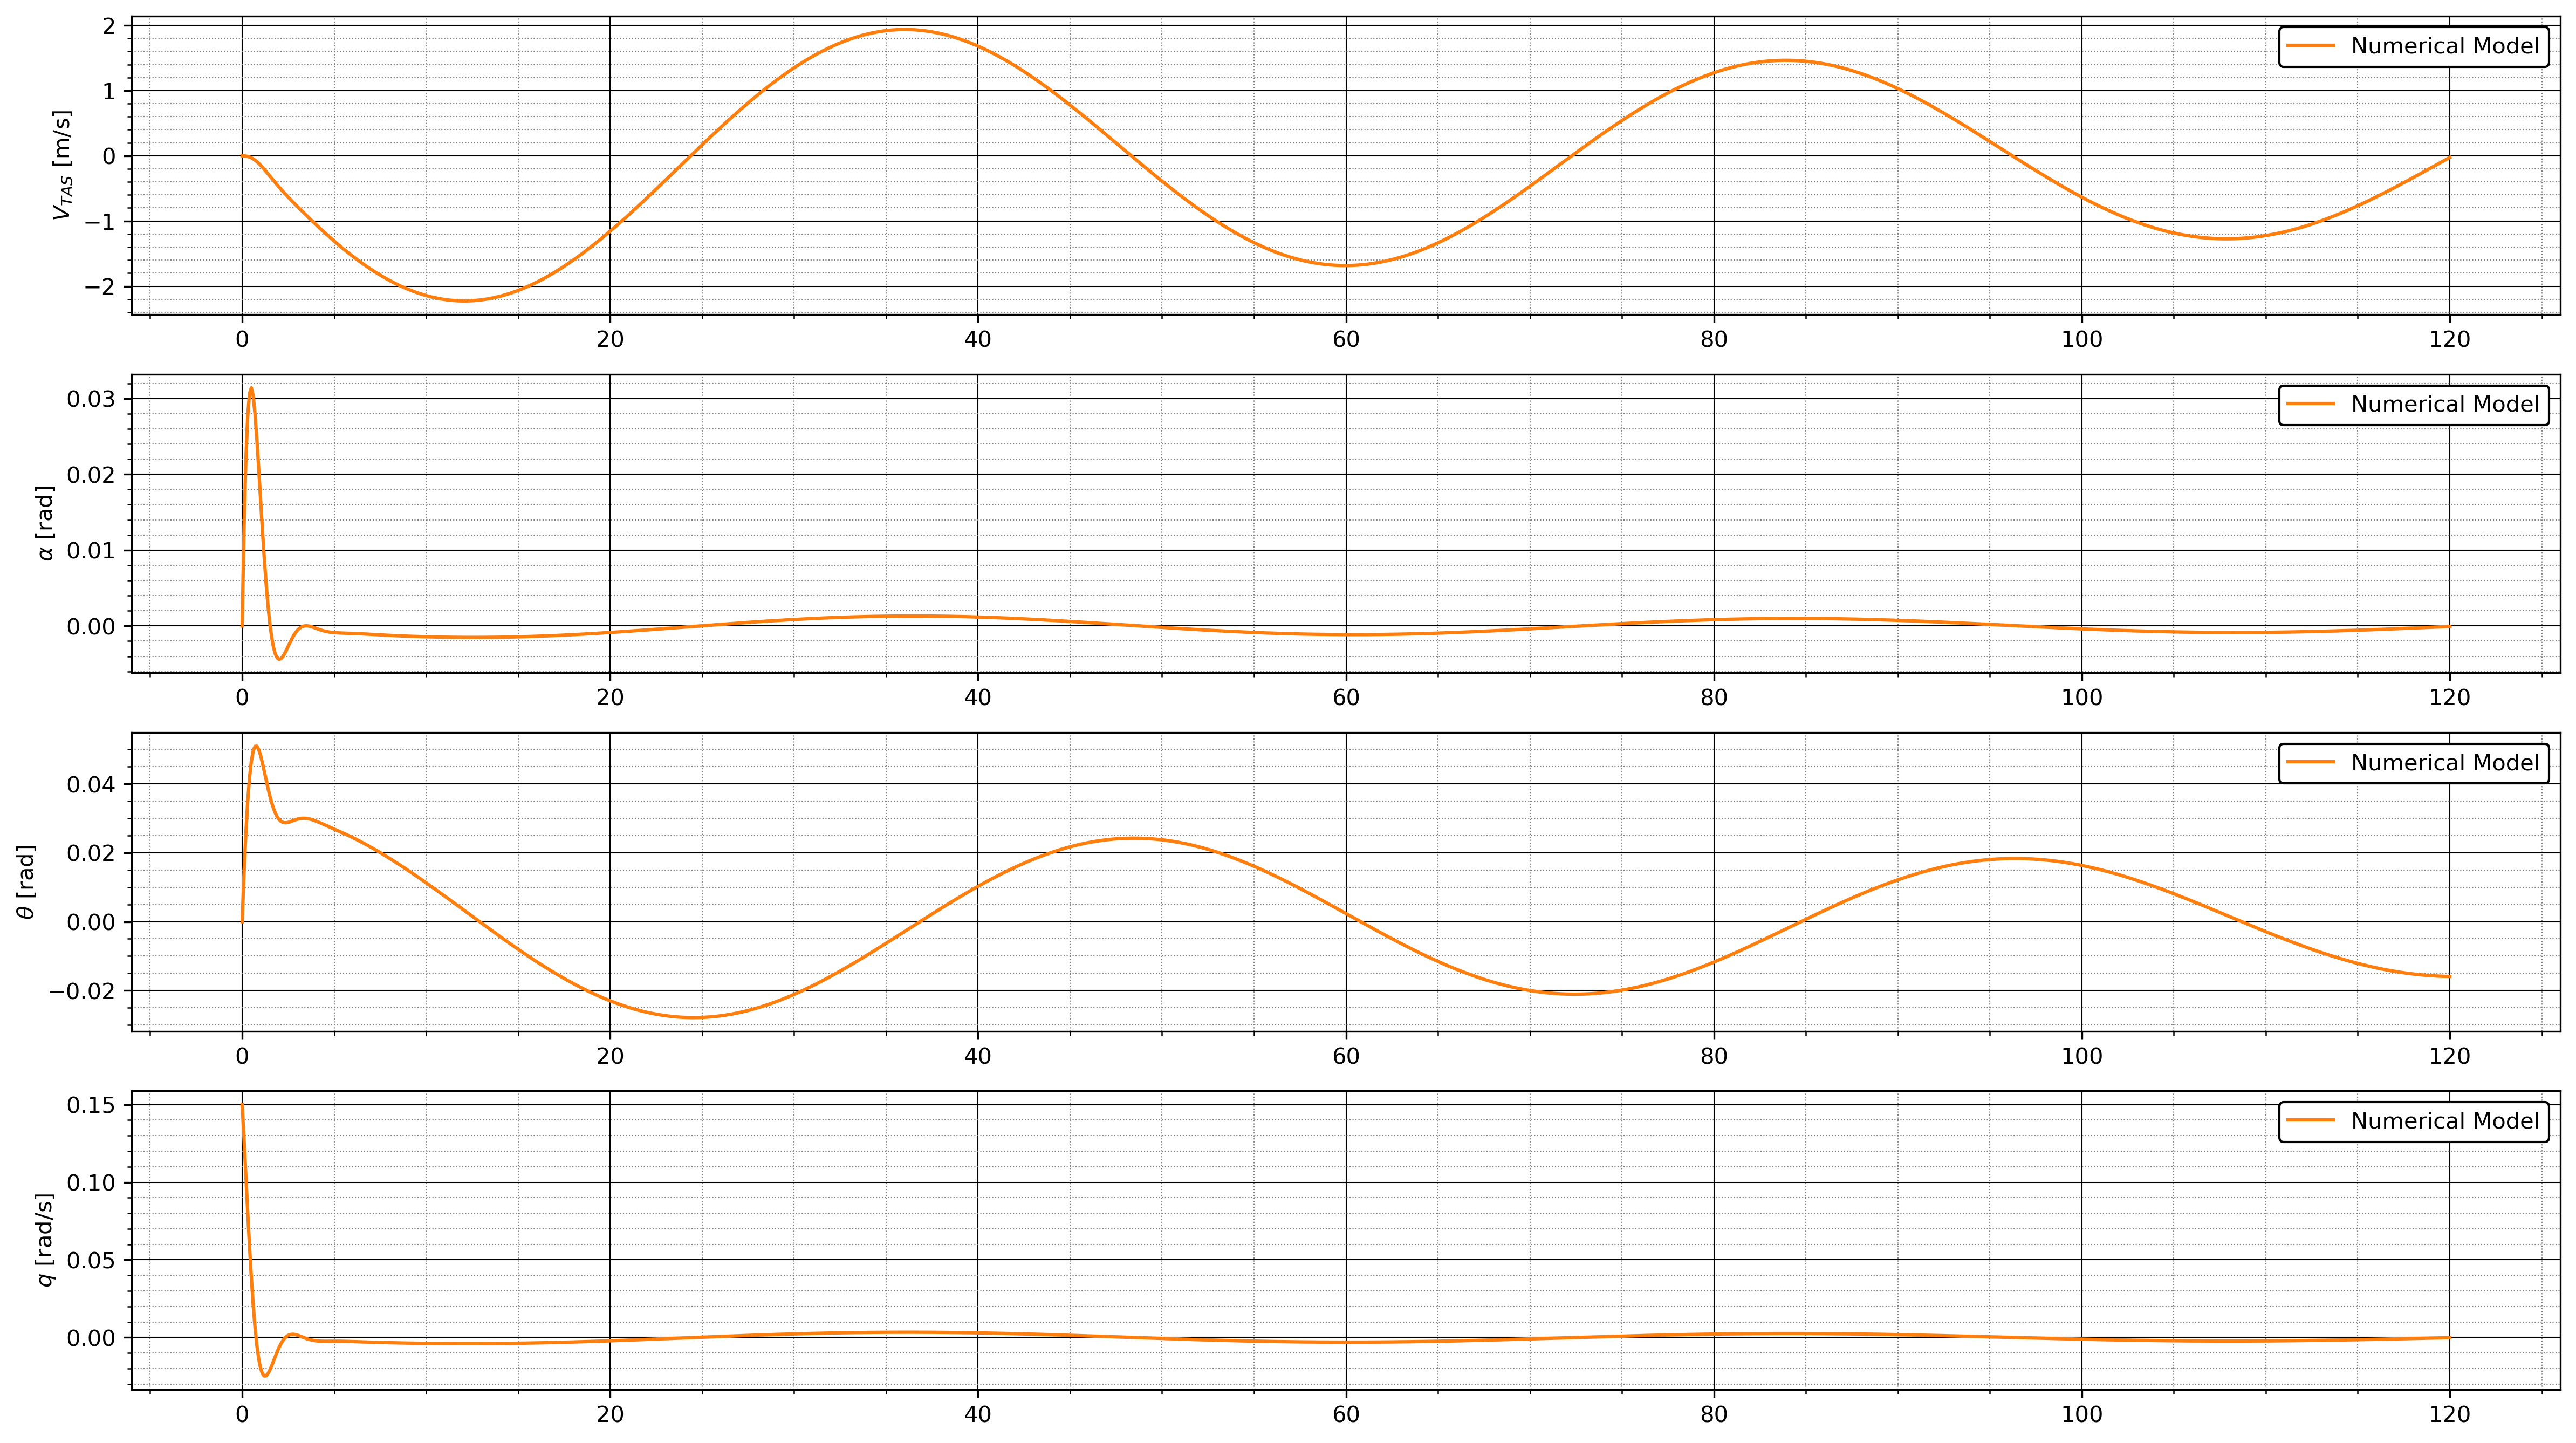 2
1
0
−1
−2
V_TAS [m/s]
Numerical Model
0 20 40 60 80 100 120
0.03
0.02
0.01
0.00
α [rad]
Numerical Model
0 20 40 60 80 100 120
0.04
0.02
0.00
−0.02
θ [rad]
Numerical Model
0 20 40 60 80 100 120
0.15
0.10
0.05
0.00
q [rad/s]
Numerical Model
0 20 40 60 80 100 120